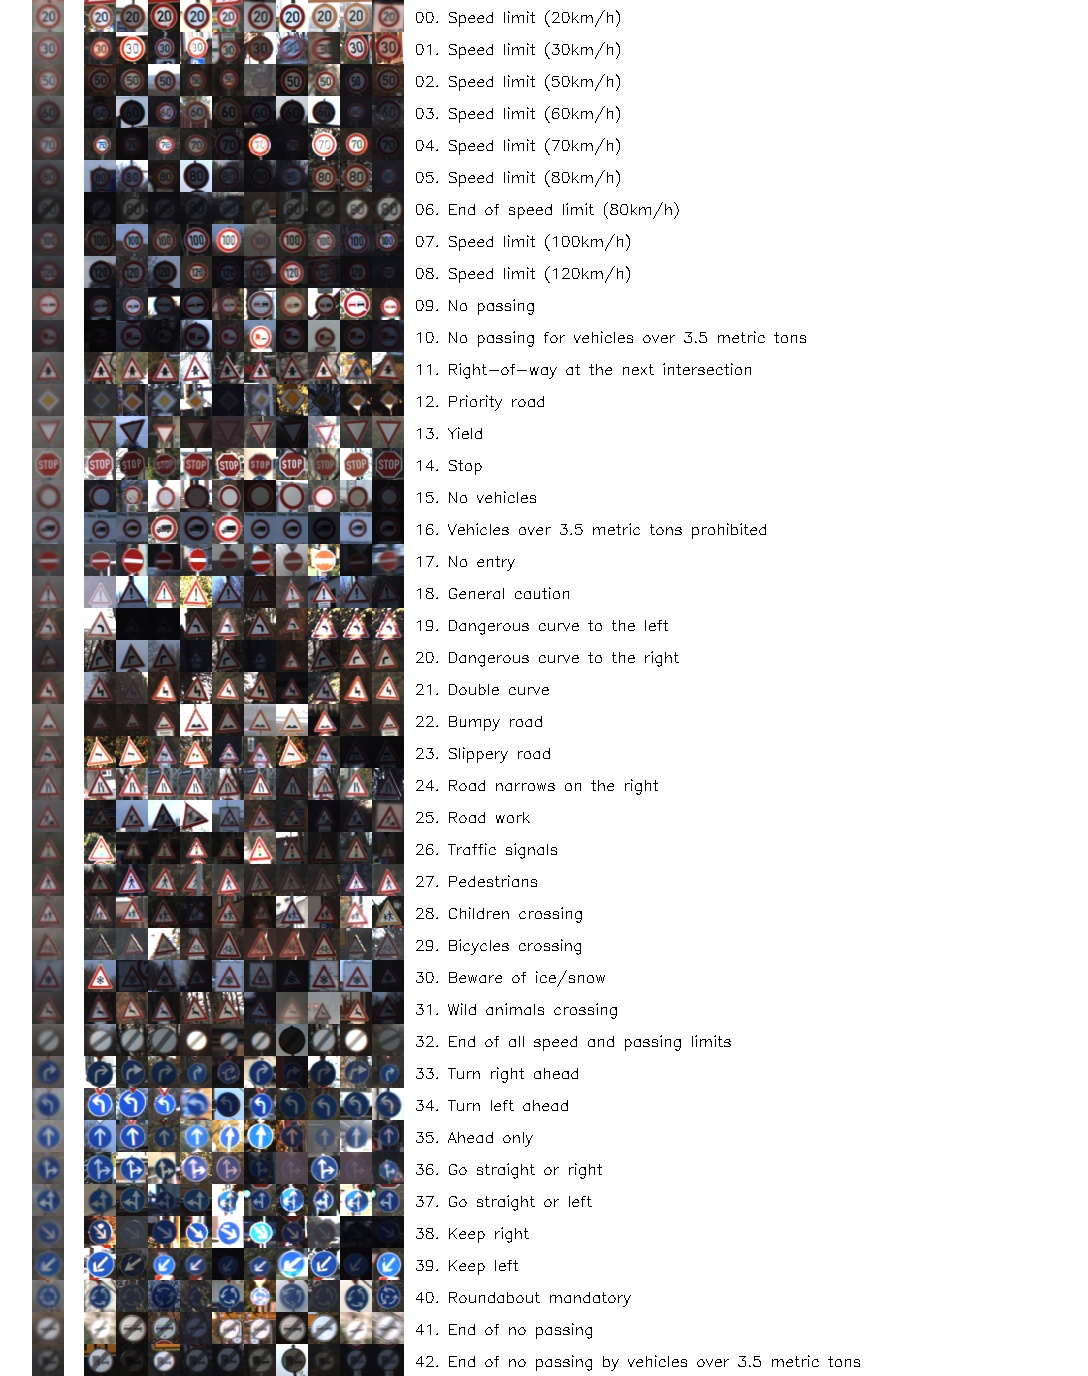 00. Speed limit (20km/h)
01. Speed limit (30km/h)
02. Speed limit (50km/h)
03. Speed limit (60km/h)
04. Speed limit (70km/h)
05. Speed limit (80km/h)
06. End of speed limit (80km/h)
07. Speed limit (100km/h)
08. Speed limit (120km/h)
09. No passing
10. No passing for vehicles over 3.5 metric tons
11. Right-of-way at the next intersection
12. Priority road
13. Yield
14. Stop
15. No vehicles
16. Vehicles over 3.5 metric tons prohibited
17. No entry
18. General caution
19. Dangerous curve to the left
20. Dangerous curve to the right
21. Double curve
22. Bumpy road
23. Slippery road
24. Road narrows on the right
25. Road work
26. Traffic signals
27. Pedestrians
28. Children crossing
29. Bicycles crossing
30. Beware of ice/snow
31. Wild animals crossing
32. End of all speed and passing limits
33. Turn right ahead
34. Turn left ahead
35. Ahead only
36. Go straight or right
37. Go straight or left
38. Keep right
39. Keep left
40. Roundabout mandatory
41. End of no passing
42. End of no passing by vehicles over 3.5 metric tons